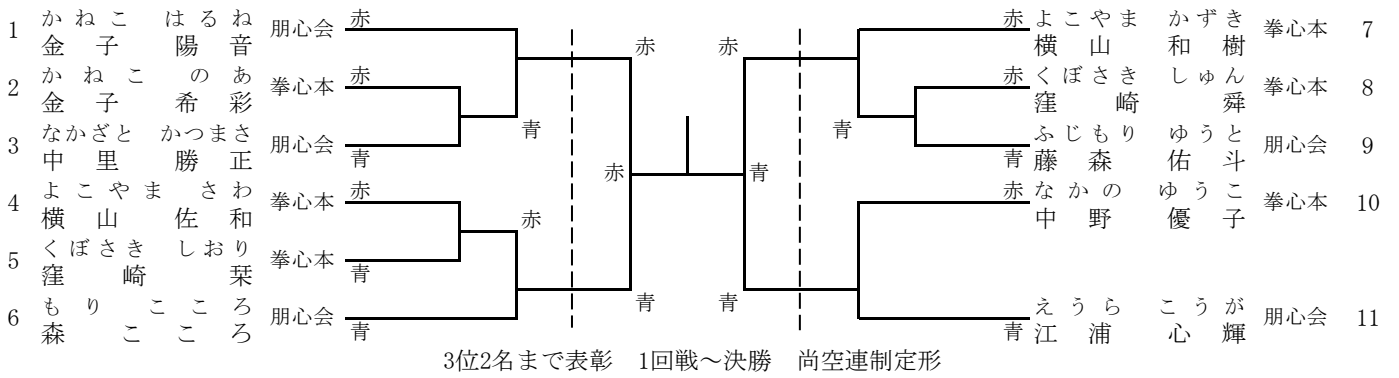 かねこ はるね
1 金子 陽音 朋心会 赤
かねこ のあ
2 金子 希彩 拳心本 赤
なかざと かつまさ
3 中里 勝正 朋心会 青
よこやま さわ
4 横山 佐和 拳心本 赤
くぼさき しおり
5 窪崎 栞 拳心本 青
もり こころ
6 森 こころ 朋心会 青
青
赤
赤
青
赤
赤
青
青
青
赤 よこやま かずき
横山 和樹 拳心本 7
赤 くぼさき しゅん
窪崎 舜 拳心本 8
ふじもり ゆうと
青 藤森 佑斗 朋心会 9
赤 なかの ゆうこ
中野 優子 拳心本 10
えうら こうが
青 江浦 心輝 朋心会 11
3位2名まで表彰 1回戦～決勝 尚空連制定形